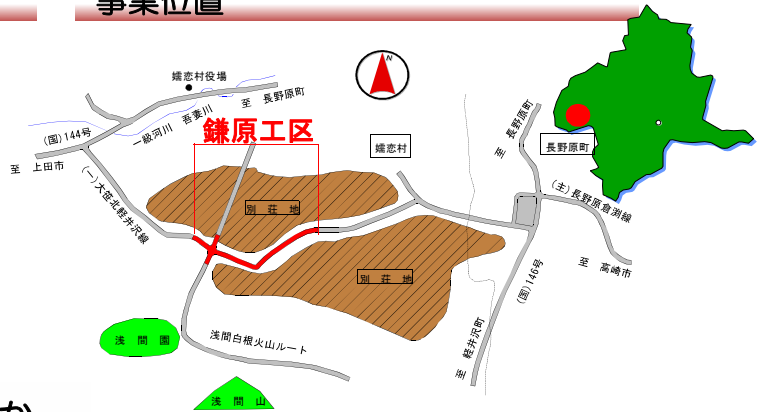 事業位置
嬬恋村役場
至 長野原町
一級河川 吾妻川
(国)144号
至 上田市
(一)大笹北軽井沢線
鎌原工区
N
嬬恋村
至 長野原町
長野原町
(主)長野原倉渕線
至 高崎市
別荘地
別荘地
(国)146号
至 軽井沢町
浅間白根火山ルート
浅間園
浅間山